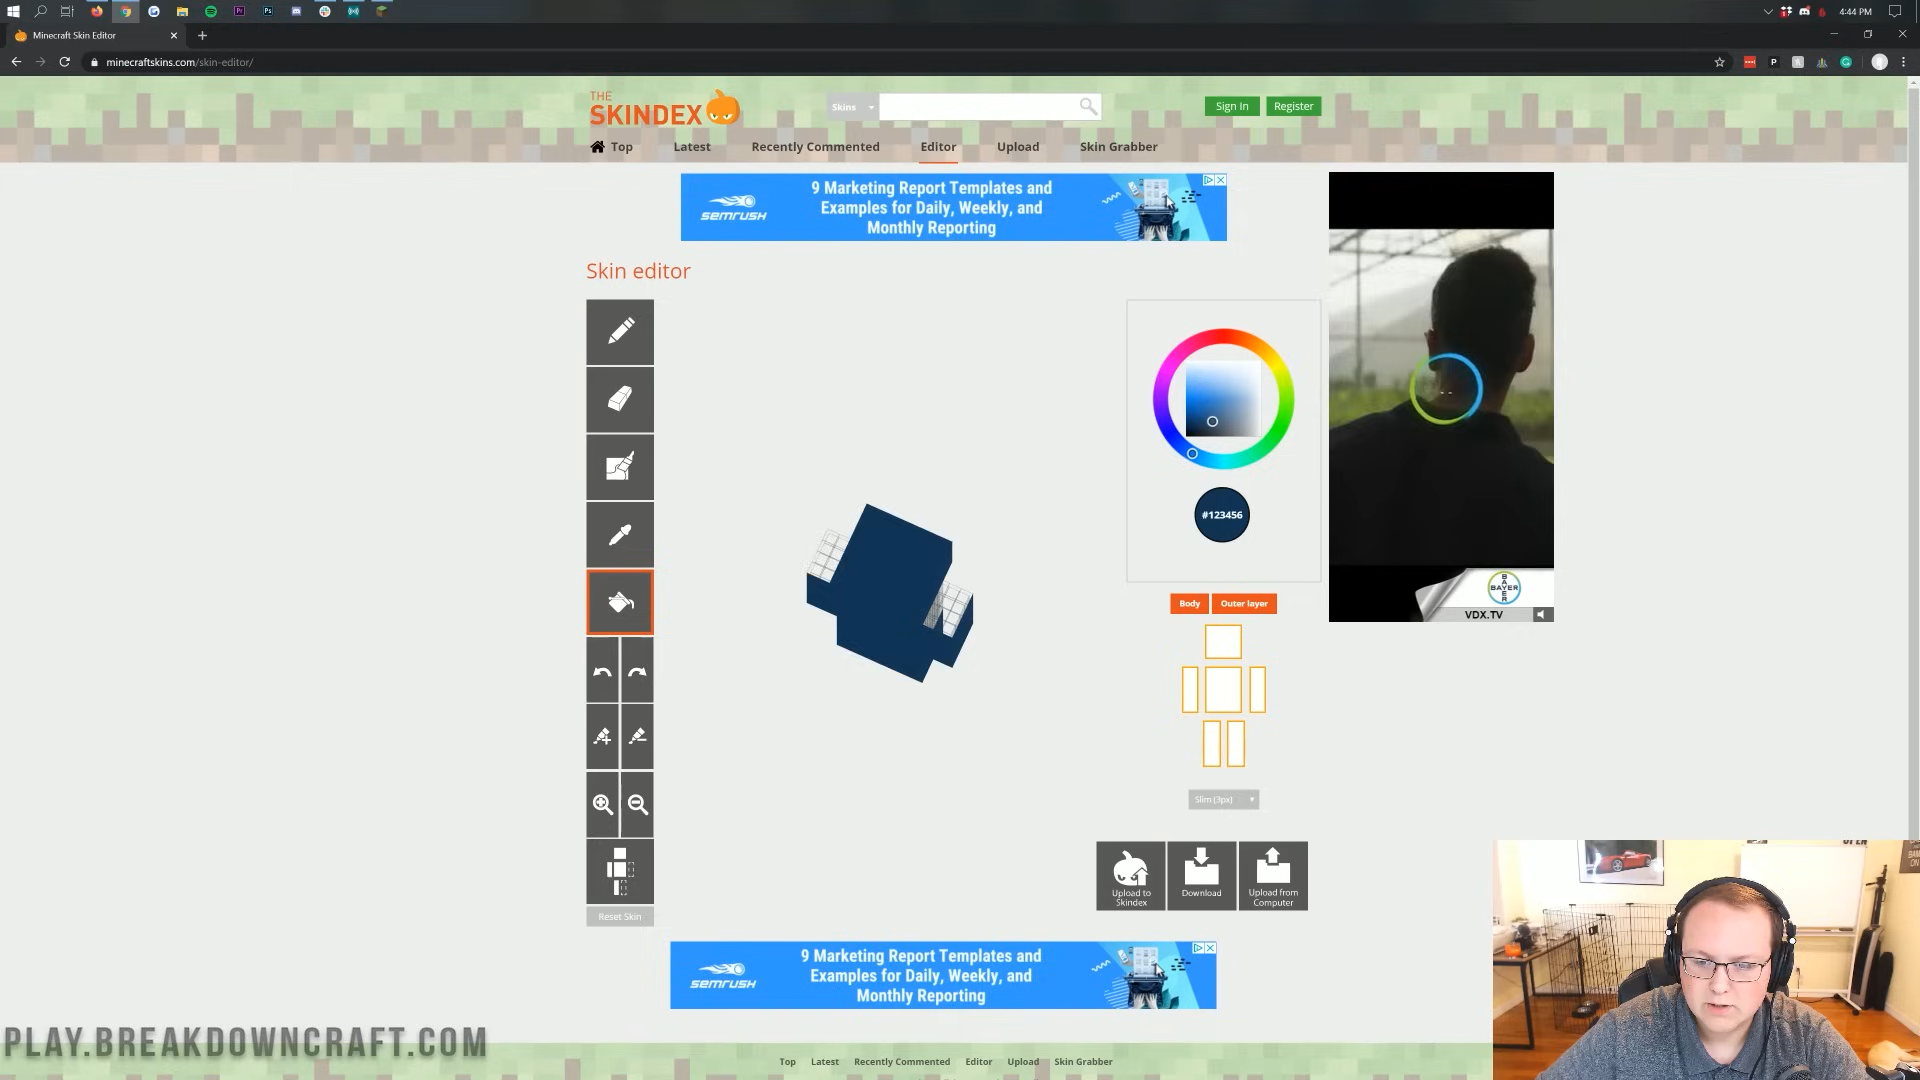 4:44 PM
Minecraft Skin Editor
minecraftskins.com/skin-editor/
THE
SKINDEX
Skins
Sign In
Register
Top
Latest
Recently Commented
Editor
Upload
Skin Grabber
SEMRUSH
9 Marketing Report Templates and
Examples for Daily, Weekly, and
Monthly Reporting
Skin editor
#123456
BAYER
BAYER
VDX.TV
Body
Outer layer
Slim (3px)
Upload to
Skindex
Download
Upload from
Computer
Reset Skin
SEMRUSH
9 Marketing Report Templates and
Examples for Daily, Weekly, and
Monthly Reporting
PLAY.BREAKDOWNCRAFT.COM
Top
Latest
Recently Commented
Editor
Upload
Skin Grabber